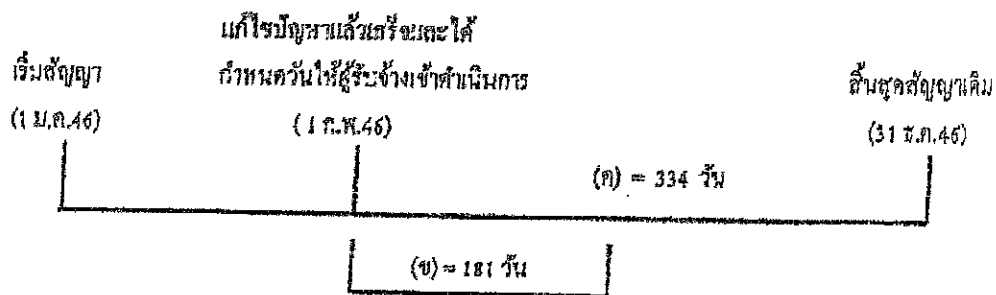 แก้ไขปัญหาแล้วเสร็จและได้
เริ่มสัญญา
กำหนดวันให้ผู้รับจ้างเข้าดำเนินการ
สิ้นสุดสัญญาเดิม
(1 ม.ค.46)
(1 ก.พ.46)
(31 ธ.ค.46)
(ค) = 334 วัน
(ข) = 181 วัน